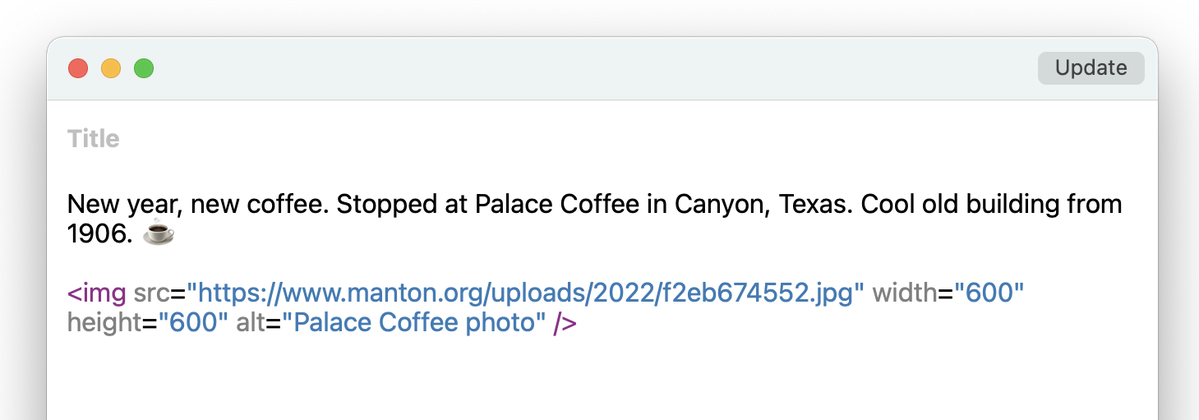 Update
Title
New year, new coffee. Stopped at Palace Coffee in Canyon, Texas. Cool old building from
1906. ☕
<img src="https://www.manton.org/uploads/2022/f2eb674552.jpg" width="600"
height="600" alt="Palace Coffee photo" />